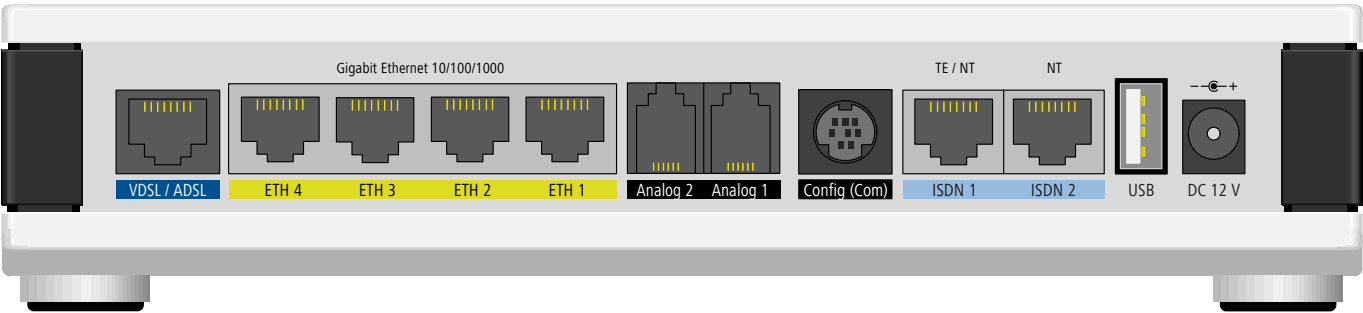 Gigabit Ethernet 10/100/1000
TE / NT
NT
− +
VDSL / ADSL
ETH 4
ETH 3
ETH 2
ETH 1
Analog 2
Analog 1
Config (Com)
ISDN 1
ISDN 2
USB
DC 12 V